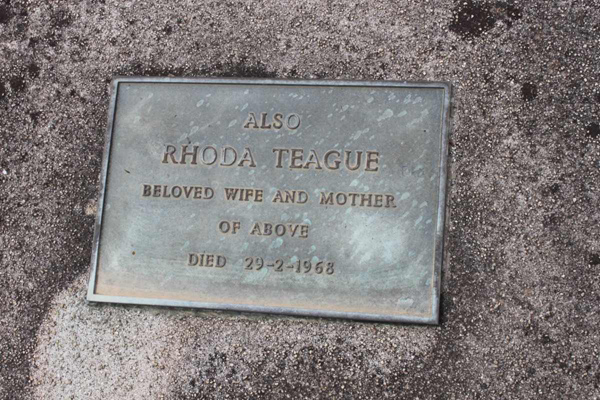 ALSO
RHODA TEAGUE
BELOVED WIFE AND MOTHER
OF ABOVE
DIED 29-2-1968